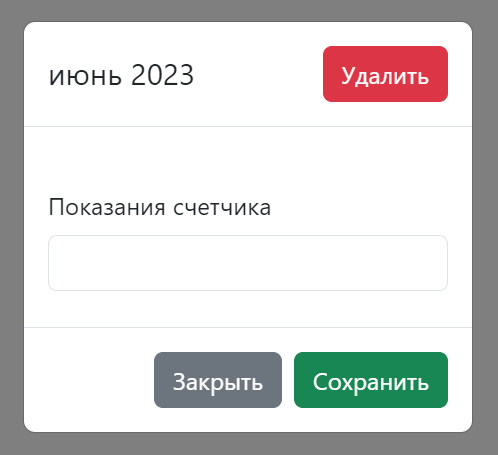 июнь 2023
Удалить
Показания счетчика
Закрыть
Сохранить